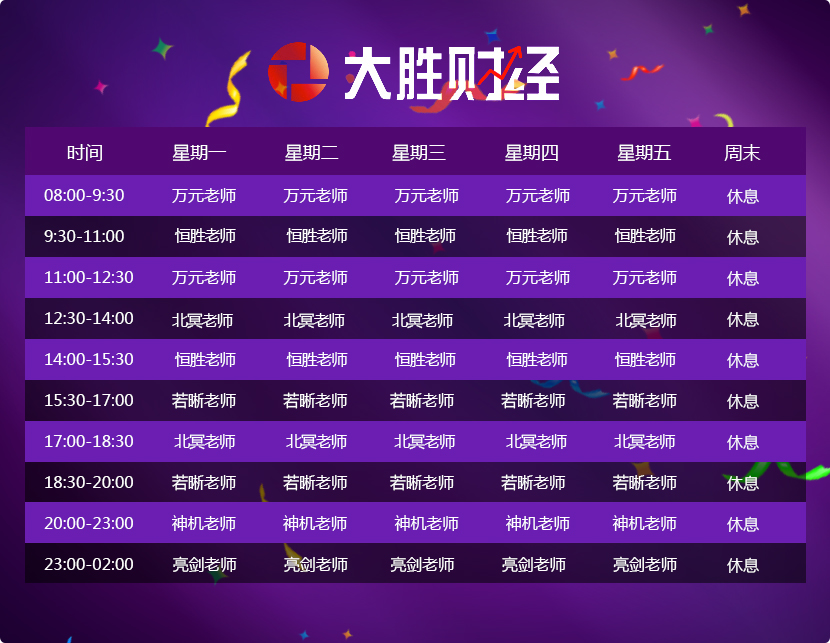 大胜财经
时间 星期一 星期二 星期三 星期四 星期五 周末
08:00-9:30 万元老师 万元老师 万元老师 万元老师 万元老师 休息
9:30-11:00 恒胜老师 恒胜老师 恒胜老师 恒胜老师 恒胜老师 休息
11:00-12:30 万元老师 万元老师 万元老师 万元老师 万元老师 休息
12:30-14:00 北冥老师 北冥老师 北冥老师 北冥老师 北冥老师 休息
14:00-15:30 恒胜老师 恒胜老师 恒胜老师 恒胜老师 恒胜老师 休息
15:30-17:00 若晰老师 若晰老师 若晰老师 若晰老师 若晰老师 休息
17:00-18:30 北冥老师 北冥老师 北冥老师 北冥老师 北冥老师 休息
18:30-20:00 若晰老师 若晰老师 若晰老师 若晰老师 若晰老师 休息
20:00-23:00 神机老师 神机老师 神机老师 神机老师 神机老师 休息
23:00-02:00 亮剑老师 亮剑老师 亮剑老师 亮剑老师 亮剑老师 休息